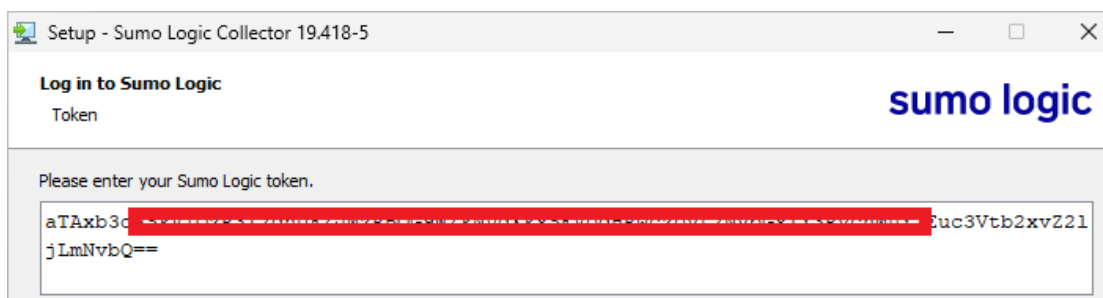 Setup - Sumo Logic Collector 19.418-5
Log in to Sumo Logic
Token
sumo logic
Please enter your Sumo Logic token.
aTAxb3c Euc3Vtb2xvZ2l
jLmNvbQ==